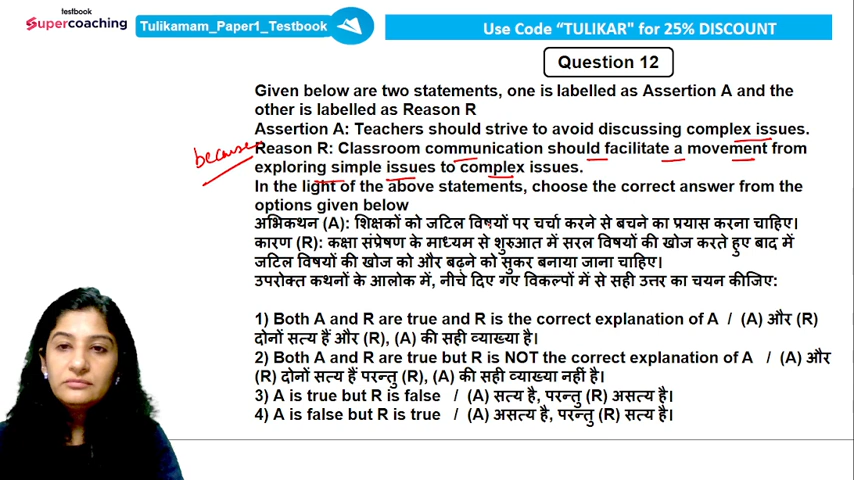 testbook
Supercoaching
Tulikamam_Paper1_Testbook
Use Code “TULIKAR" for 25% DISCOUNT
Question 12
Given below are two statements, one is labelled as Assertion A and the
other is labelled as Reason R
Assertion A: Teachers should strive to avoid discussing complex issues.
because
Reason R: Classroom communication should facilitate a movement from
exploring simple issues to complex issues.
In the light of the above statements, choose the correct answer from the
options given below
अभिकथन (A): शिक्षकों को जटिल विषयों पर चर्चा करने से बचने का प्रयास करना चाहिए।
कारण (R): कक्षा संप्रेषण के माध्यम से शुरुआत में सरल विषयों की खोज करते हुए बाद में
जटिल विषयों की खोज को और बढ़ने को सुकर बनाया जाना चाहिए।
उपरोक्त कथनों के आलोक में, नीचे दिए गए विकल्पों में से सही उत्तर का चयन कीजिए:
1) Both A and R are true and R is the correct explanation of A / (A) और (R)
दोनों सत्य हैं और (R), (A) की सही व्याख्या है।
2) Both A and R are true but R is NOT the correct explanation of A / (A) और
(R) दोनों सत्य हैं परन्तु (R), (A) की सही व्याख्या नहीं है।
3) A is true but R is false / (A) सत्य है, परन्तु (R) असत्य है।
4) A is false but R is true / (A) असत्य है, परन्तु (R) सत्य है।